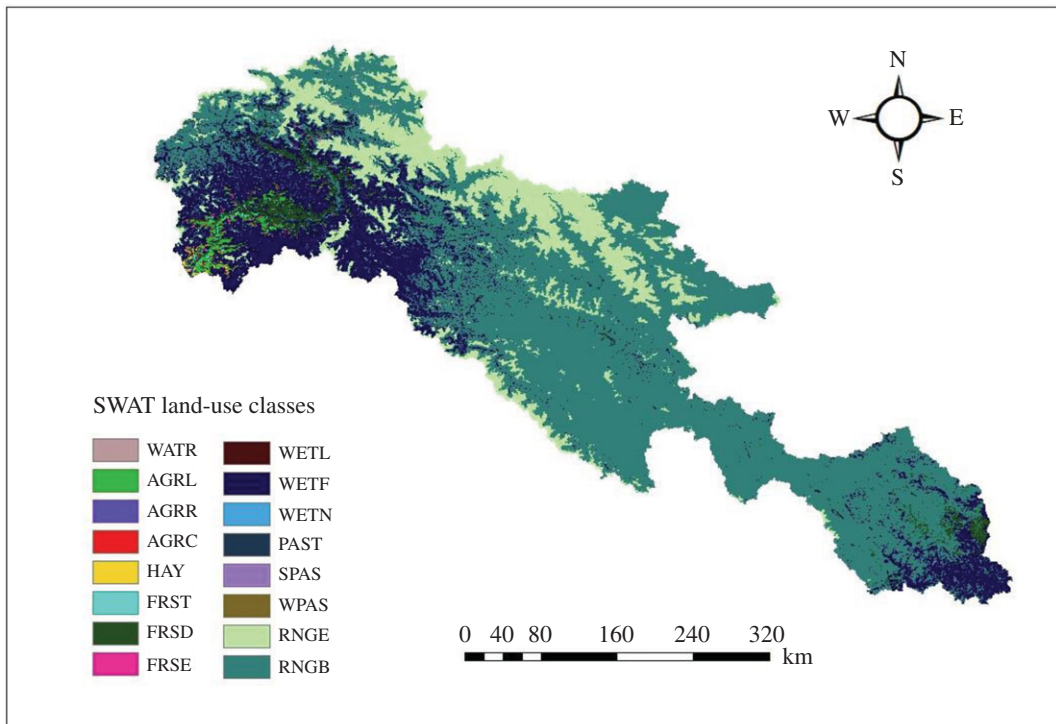 N
W E
S
SWAT land-use classes
WATR
AGRL
AGRR
AGRC
HAY
FRST
FRSD
FRSE
WETL
WETF
WETN
PAST
SPAS
WPAS
RNGE
RNGB
0 40 80 160 240 320
km